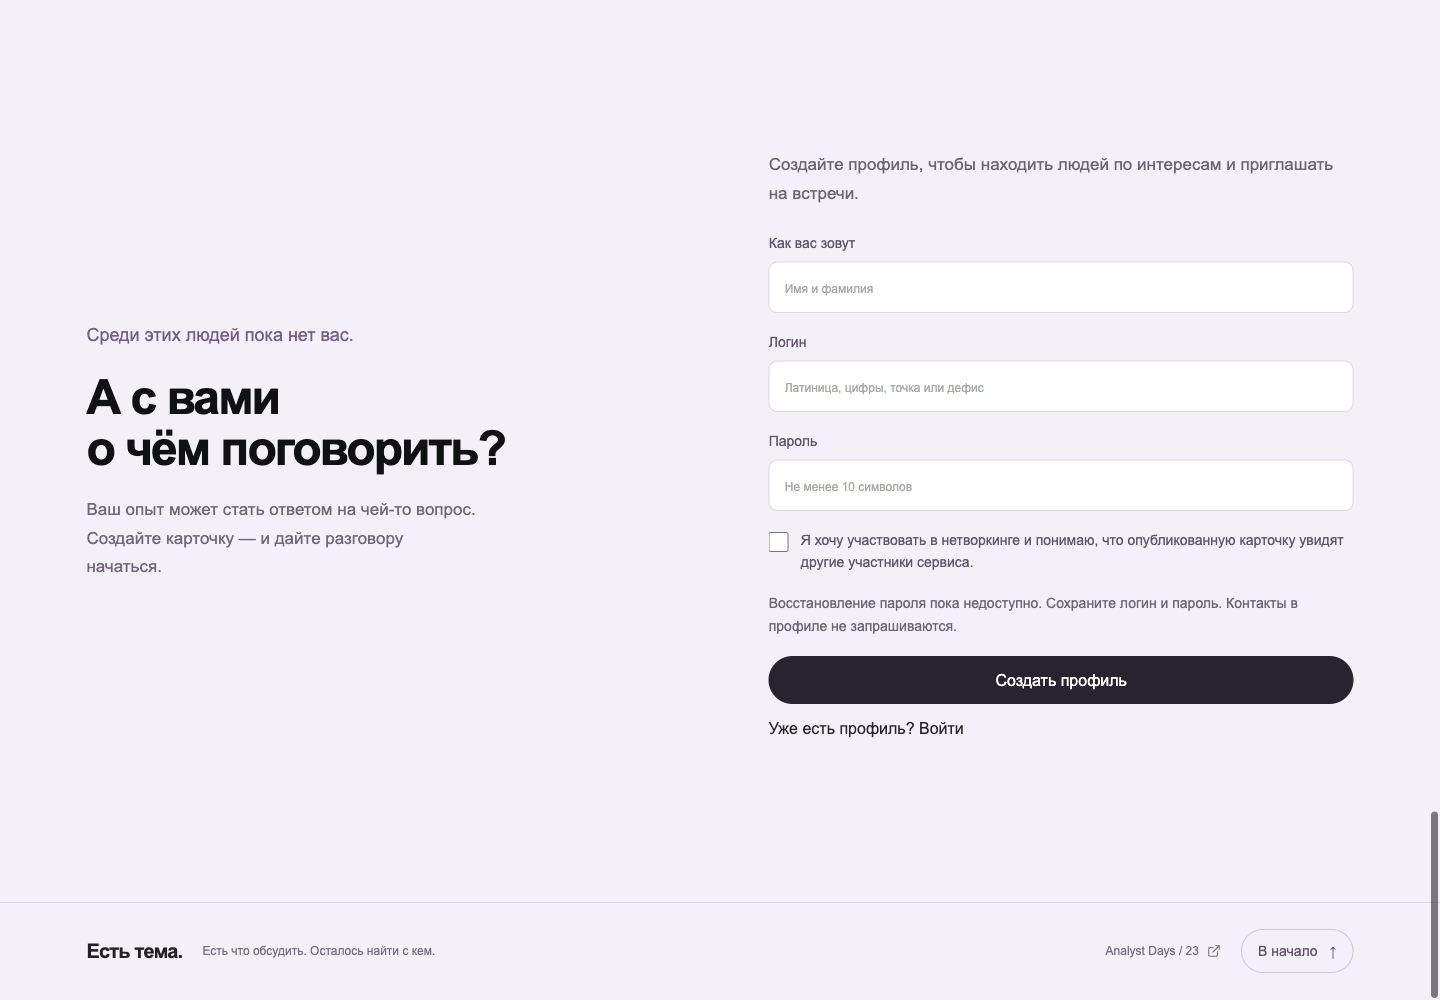 Среди этих людей пока нет вас.
А с вами
о чём поговорить?
Ваш опыт может стать ответом на чей-то вопрос.
Создайте карточку — и дайте разговору
начаться.
Создайте профиль, чтобы находить людей по интересам и приглашать
на встречи.
Как вас зовут
Имя и фамилия
Логин
Латиница, цифры, точка или дефис
Пароль
Не менее 10 символов
Я хочу участвовать в нетворкинге и понимаю, что опубликованную карточку увидят
другие участники сервиса.
Восстановление пароля пока недоступно. Сохраните логин и пароль. Контакты в
профиле не запрашиваются.
Создать профиль
Уже есть профиль? Войти
Есть тема. Есть что обсудить. Осталось найти с кем. Analyst Days / 23 В начало ↑